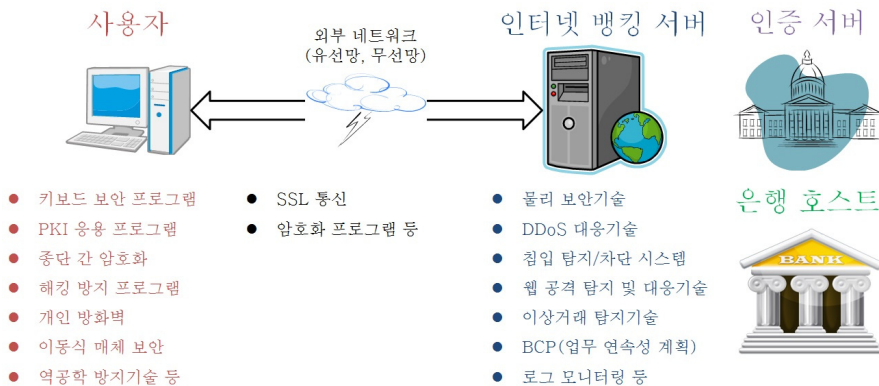 사용자
외부 네트워크
(유선망, 무선망)
인터넷 뱅킹 서버
인증 서버
키보드 보안 프로그램
PKI 응용 프로그램
종단 간 암호화
해킹 방지 프로그램
개인 방화벽
이동식 매체 보안
역공학 방지기술 등
SSL 통신
암호화 프로그램 등
물리 보안기술
DDoS 대응기술
침입 탐지/차단 시스템
웹 공격 탐지 및 대응기술
이상거래 탐지기술
BCP(업무 연속성 계획)
로그 모니터링 등
은행 호스트
BANK